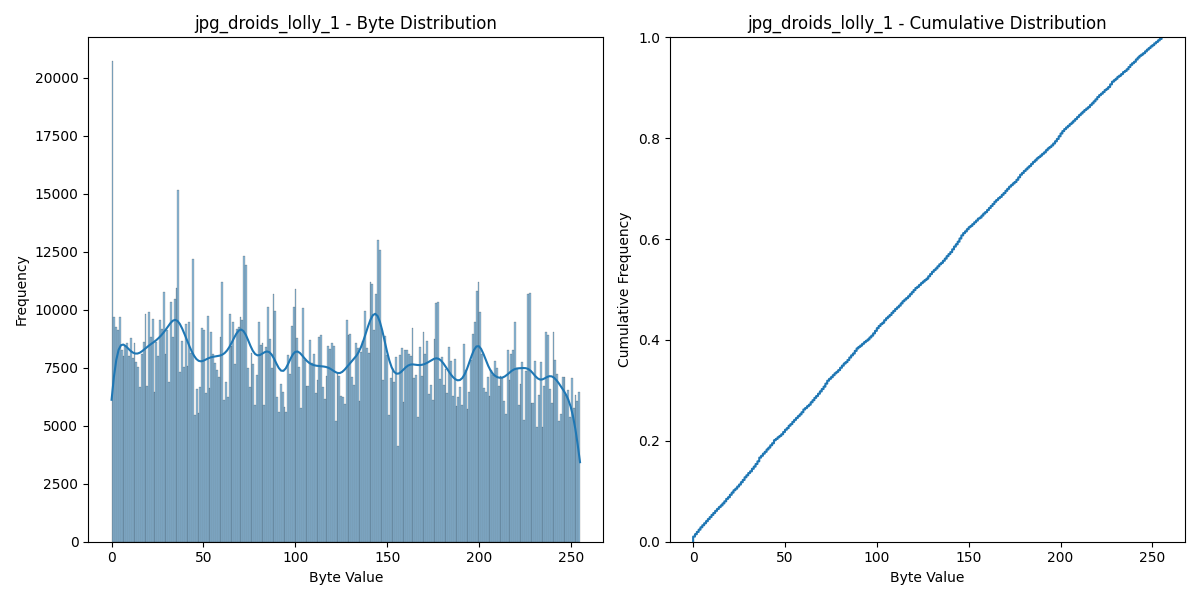 jpg_droids_lolly_1 - Byte Distribution
Frequency
20000
17500
15000
12500
10000
7500
5000
2500
0
0 50 100 150 200 250
Byte Value
jpg_droids_lolly_1 - Cumulative Distribution
Cumulative Frequency
1.0
0.8
0.6
0.4
0.2
0.0
0 50 100 150 200 250
Byte Value